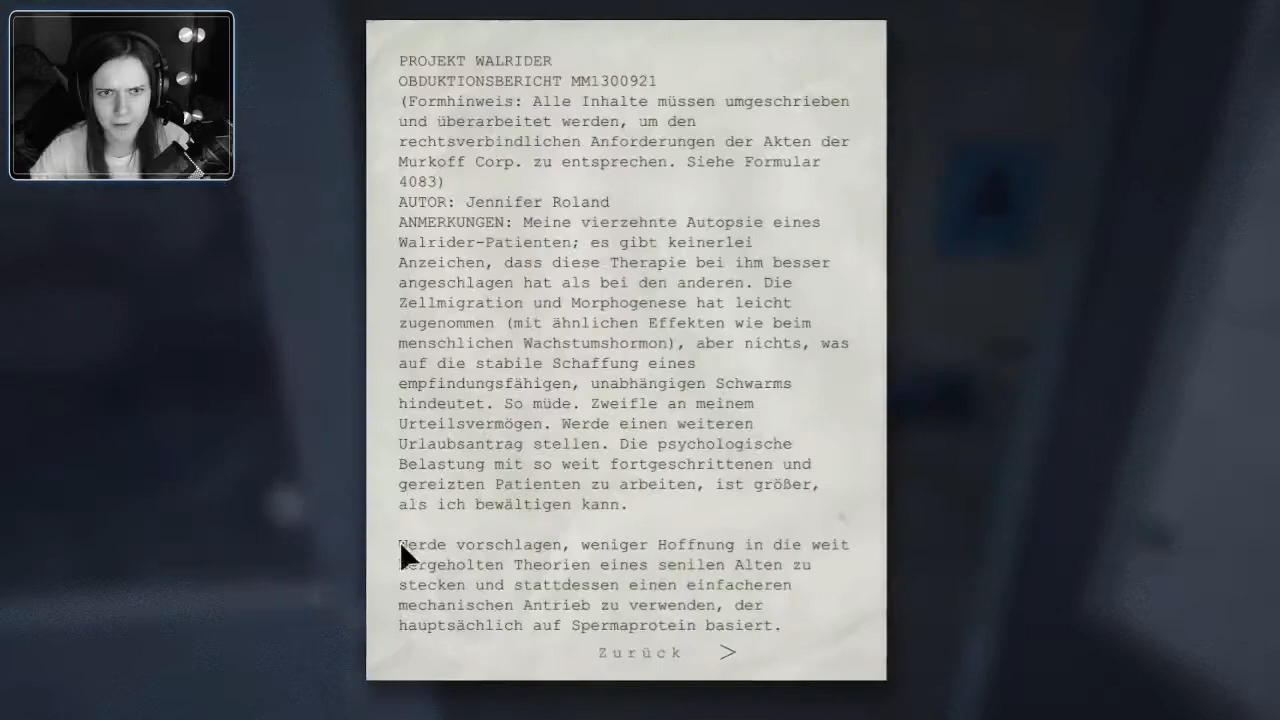 PROJEKT WALRIDER
OBDUKTIONSBERICHT MM1300921
(Formhinweis: Alle Inhalte müssen umgeschrieben
und überarbeitet werden, um den
rechtsverbindlichen Anforderungen der Akten der
Murkoff Corp. zu entsprechen. Siehe Formular
4083)
AUTOR: Jennifer Roland
ANMERKUNGEN: Meine vierzehnte Autopsie eines
Walrider-Patienten; es gibt keinerlei
Anzeichen, dass diese Therapie bei ihm besser
angeschlagen hat als bei den anderen. Die
Zellmigration und Morphogenese hat leicht
zugenommen (mit ähnlichen Effekten wie beim
menschlichen Wachstumshormon), aber nichts, was
auf die stabile Schaffung eines
empfindungsfähigen, unabhängigen Schwarms
hindeutet. So müde. Zweifle an meinem
Urteilsvermögen. Werde einen weiteren
Urlaubsantrag stellen. Die psychologische
Belastung mit so weit fortgeschrittenen und
gereizten Patienten zu arbeiten, ist größer,
als ich bewältigen kann.
Werde vorschlagen, weniger Hoffnung in die weit
hergeholten Theorien eines senilen Alten zu
stecken und stattdessen einen einfacheren
mechanischen Antrieb zu verwenden, der
hauptsächlich auf Spermaprotein basiert.
Zurück >